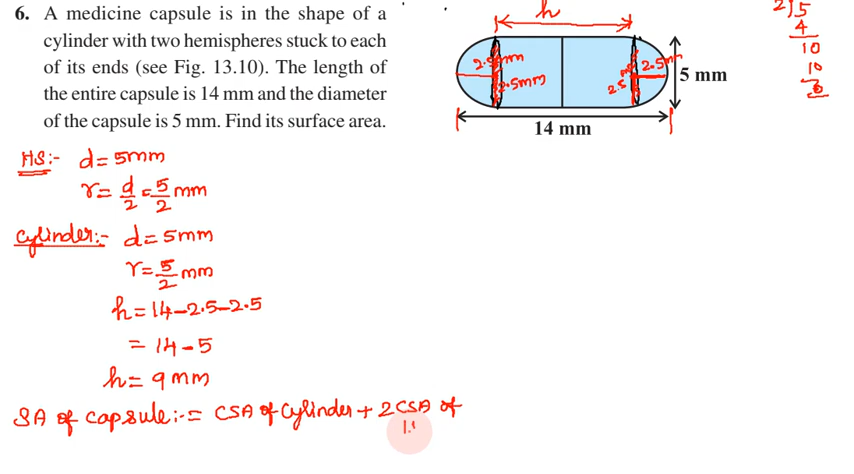 6. A medicine capsule is in the shape of a
cylinder with two hemispheres stuck to each
of its ends (see Fig. 13.10). The length of
the entire capsule is 14 mm and the diameter
of the capsule is 5 mm. Find its surface area.
h
2.5mm
2.5mm
2.5mm
2.5
5 mm
14 mm
2)5
4
10
10
HS:- d=5mm
r=d/2=5/2 mm
Cylinder:- d=5mm
r=5/2 mm
h=14-2.5-2.5
=14-5
h=9mm
SA of capsule:-= CSA of Cylinder+2CSA of